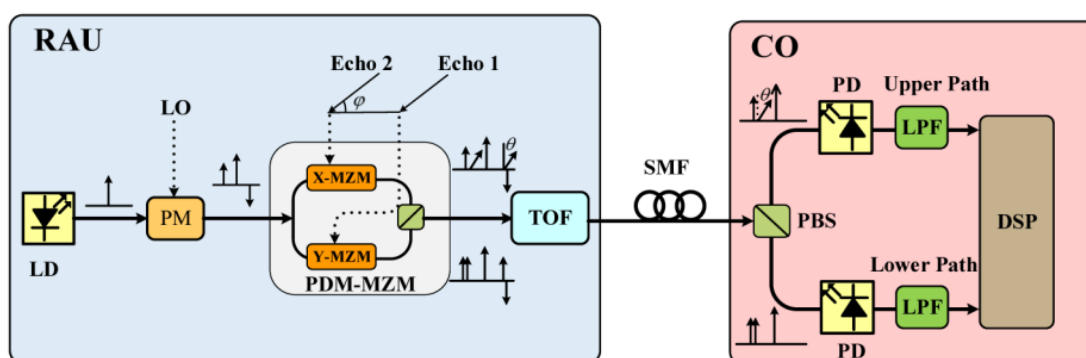 RAU
CO
Echo 2
Echo 1
φ
LO
PD
Upper Path
θ
LPF
θ
X-MZM
SMF
PM
TOF
PBS
DSP
LD
Y-MZM
PDM-MZM
Lower Path
LPF
PD